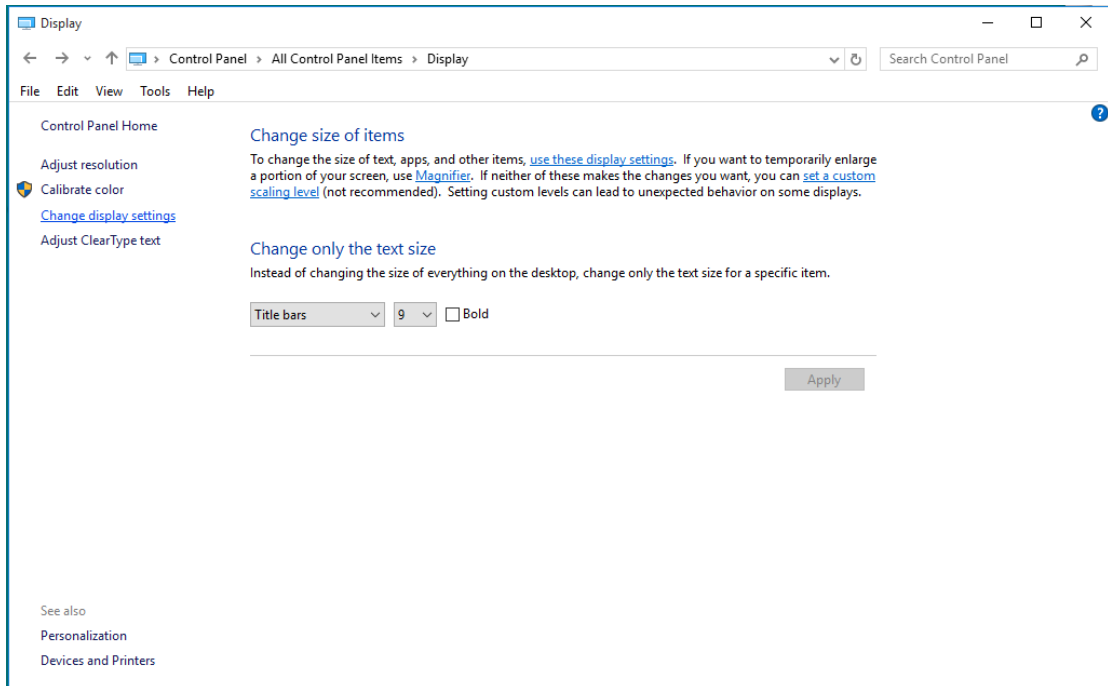 Display
Control Panel > All Control Panel Items > Display
Search Control Panel
File Edit View Tools Help
?
Control Panel Home
Adjust resolution
Calibrate color
Change display settings
Adjust ClearType text
Change size of items
To change the size of text, apps, and other items, use these display settings. If you want to temporarily enlarge
a portion of your screen, use Magnifier. If neither of these makes the changes you want, you can set a custom
scaling level (not recommended). Setting custom levels can lead to unexpected behavior on some displays.
Change only the text size
Instead of changing the size of everything on the desktop, change only the text size for a specific item.
Title bars 9 Bold
Apply
See also
Personalization
Devices and Printers